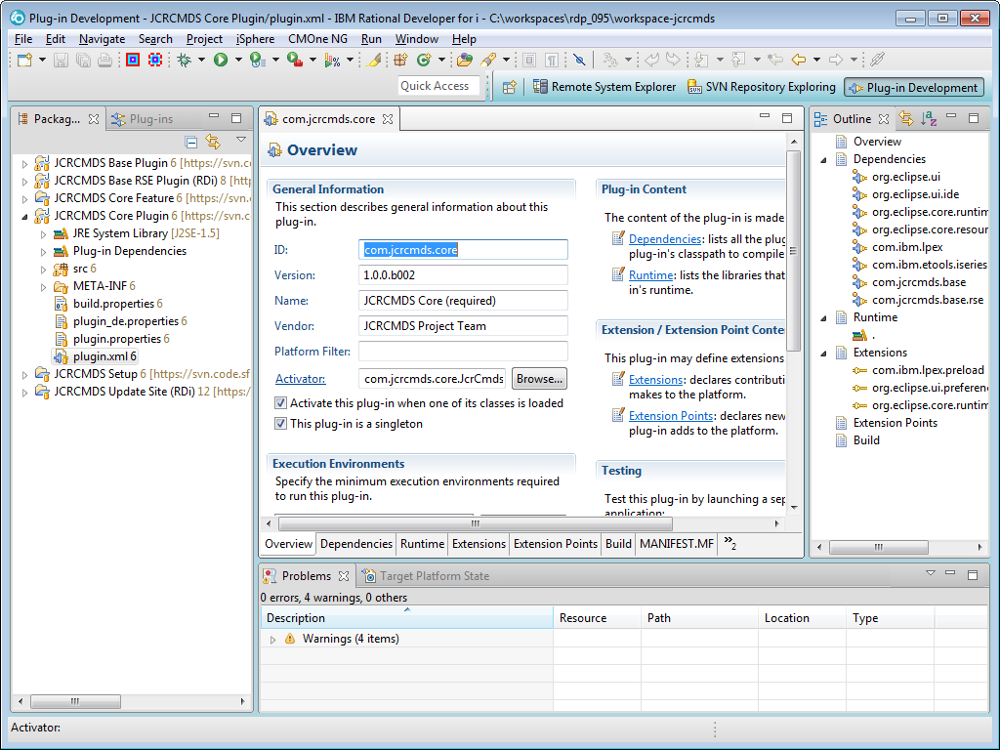 Plug-in Development - JCRCMDS Core Plugin/plugin.xml - IBM Rational Developer for i - C:\workspaces\rdp_095\workspace-jcrcmds
File Edit Navigate Search Project iSphere CMOne NG Run Window Help
Quick Access Remote System Explorer SVN Repository Exploring Plug-in Development
Packag... Plug-ins
JCRCMDS Base Plugin 6 [https://svn.c
JCRCMDS Base RSE Plugin (RDi) 8 [http
JCRCMDS Core Feature 6 [https://svn.
JCRCMDS Core Plugin 6 [https://svn.co
JRE System Library [J2SE-1.5]
Plug-in Dependencies
src 6
META-INF 6
build.properties 6
plugin_de.properties 6
plugin.properties 6
plugin.xml 6
JCRCMDS Setup 6 [https://svn.code.sf
JCRCMDS Update Site (RDi) 12 [https:/
com.jcrcmds.core
Overview
General Information
This section describes general information about this
plug-in.
ID: com.jcrcmds.core
Version: 1.0.0.b002
Name: JCRCMDS Core (required)
Vendor: JCRCMDS Project Team
Platform Filter:
Activator: com.jcrcmds.core.JcrCmds Browse...
Activate this plug-in when one of its classes is loaded
This plug-in is a singleton
Execution Environments
Specify the minimum execution environments required
to run this plug-in.
Plug-in Content
The content of the plug-in is made
Dependencies: lists all the plug
plug-in's classpath to compile
Runtime: lists the libraries that
in's runtime.
Extension / Extension Point Conte
This plug-in may define extensions
Extensions: declares contributi
makes to the platform.
Extension Points: declares new
plug-in adds to the platform.
Testing
Test this plug-in by launching a sep
application:
Overview Dependencies Runtime Extensions Extension Points Build MANIFEST.MF »2
Outline
Overview
Dependencies
org.eclipse.ui
org.eclipse.ui.ide
org.eclipse.core.runtim
org.eclipse.core.resour
com.ibm.lpex
com.ibm.etools.iseries
com.jcrcmds.base
com.jcrcmds.base.rse
Runtime
.
Extensions
com.ibm.lpex.preload
org.eclipse.ui.preferen
org.eclipse.core.runtim
Extension Points
Build
Problems Target Platform State
0 errors, 4 warnings, 0 others
Description Resource Path Location Type
Warnings (4 items)
Activator: